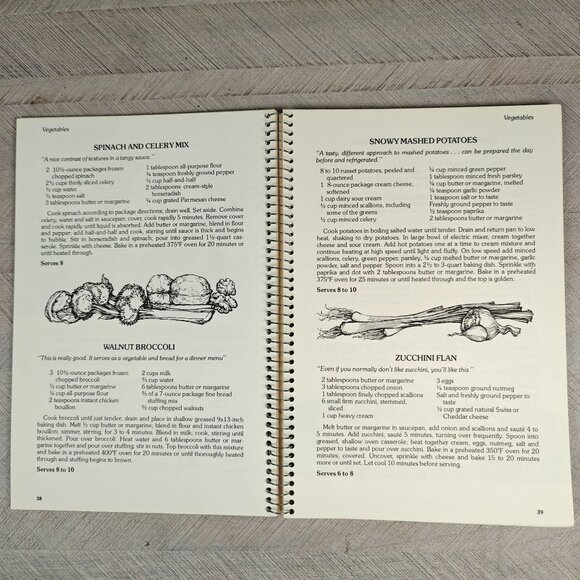 Vegetables
SPINACH AND CELERY MIX
"A nice contrast of textures in a tangy sauce."
2 10½-ounce packages frozen
chopped spinach
2½ cups thinly sliced celery
½ cup water
½ teaspoon salt
3 tablespoons butter or margarine
1 tablespoon all-purpose flour
¼ teaspoon freshly ground pepper
½ cup half-and-half
2 tablespoons cream-style
horseradish
¼ cup grated Parmesan cheese
Cook spinach according to package directions; drain well. Set aside. Combine
celery, water and salt in saucepan; cover, cook rapidly 5 minutes. Remove cover
and cook rapidly until liquid is absorbed. Add butter or margarine, blend in flour
and pepper; add half-and-half and cook, stirring until sauce is thick and begins
to bubble. Stir in horseradish and spinach; pour into greased 1½-quart cas-
serole. Sprinkle with cheese. Bake in a preheated 375°F oven for 20 minutes or
until heated through.
Serves 8
WALNUT BROCCOLI
"This is really good. It serves as a vegetable and bread for a dinner menu"
3 10½-ounce packages frozen
chopped broccoli
½ cup butter or margarine
¼ cup all purpose flour
2 teaspoons instant chicken
bouillon
2 cups milk
⅔ cup water
6 tablespoons butter or margarine
⅔ of a 7-ounce package fine bread
stuffing mix
⅔ cup chopped walnuts
Cook broccoli until just tender; drain and place in shallow greased 9x13-inch
baking dish. Melt ½ cup butter or margarine; blend in flour and instant chicken
bouillon; simmer, stirring, for 3 to 4 minutes. Blend in milk; cook, stirring until
thickened. Pour over broccoli. Heat water and 6 tablespoons butter or mar-
garine together and pour over stuffing; stir in nuts. Top broccoli with this mixture
and bake in a preheated 400°F oven for 20 minutes or until thoroughly heated
through and stuffing begins to brown.
Serves 8 to 10
38
Vegetables
SNOWY MASHED POTATOES
"A tasty, different approach to mashed potatoes . . . can be prepared the day
before and refrigerated."
8 to 10 russet potatoes, peeled and
quartered
1 8-ounce package cream cheese,
softened
1 cup dairy sour cream
½ cup minced scallions, including
some of the greens
½ cup minced celery
¼ cup minced green pepper
1 tablespoon minced fresh parsley
¼ cup butter or margarine, melted
¼ teaspoon garlic powder
1 teaspoon salt or to taste
Freshly ground pepper to taste
½ teaspoon paprika
2 tablespoons butter or margarine
Cook potatoes in boiling salted water until tender. Drain and return pan to low
heat, shaking to dry potatoes. In large bowl of electric mixer, cream together
cheese and sour cream. Add hot potatoes one at a time to cream mixture and
continue beating at high speed until light and fluffy. On low speed add minced
scallions, celery, green pepper, parsley, ¼ cup melted butter or margarine, garlic
powder, salt and pepper. Spoon into a 2½ to 3-quart baking dish. Sprinkle with
paprika and dot with 2 tablespoons butter or margarine. Bake in a preheated
375°F oven for 25 minutes or until heated through and the top is golden.
Serves 8 to 10
ZUCCHINI FLAN
"Even if you normally don't like zucchini, you'll like this."
2 tablespoons butter or margarine
3 tablespoons chopped onion
1 tablespoon finely chopped scallions
6 small firm zucchini, stemmed,
sliced
1 cup heavy cream
3 eggs
¼ teaspoon ground nutmeg
Salt and freshly ground pepper to
taste
½ cup grated natural Swiss or
Cheddar cheese
Melt butter or margarine in saucepan, add onion and scallions and sauté 4 to
5 minutes. Add zucchini; sauté 5 minutes, turning over frequently. Spoon into
greased, shallow oven casserole; beat together cream, eggs, nutmeg, salt and
pepper to taste and pour over zucchini. Bake in a preheated 350°F oven for 20
minutes, covered. Uncover, sprinkle with cheese and bake 15 to 20 minutes
more or until set. Let cool 10 minutes before serving.
Serves 6 to 8
39